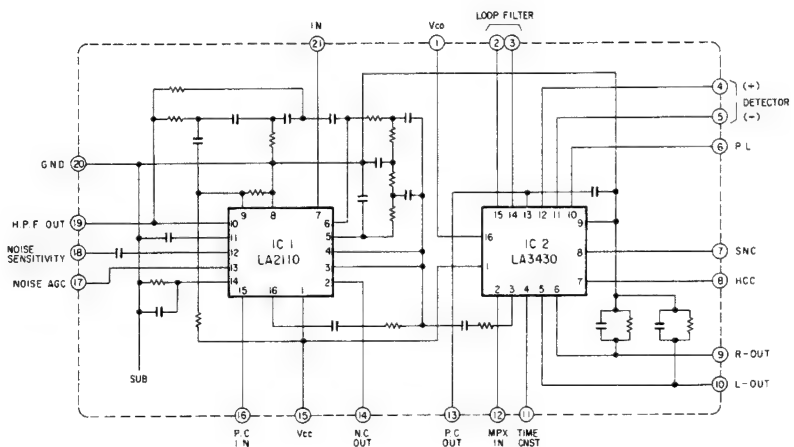 IN
21
Vco
1
LOOP FILTER
2 3
4 (+)
DETECTOR
5 (-)
6 PL
GND 20
H.P.F OUT 19
NOISE SENSITIVITY 18
NOISE AGC 17
9 8 7
10 6
11 5
12 4
13 3
14 2
15 16 1
IC 1
LA2110
15 14 13 12 11 10
16 9
1 8
7
2 3 4 5 6
IC 2
LA3430
7 SNC
8 HCC
9 R-OUT
10 L-OUT
SUB
16 15 14 13 12 11
P.C IN
Vcc
N.C OUT
P.C OUT
MPX IN
TIME CNST